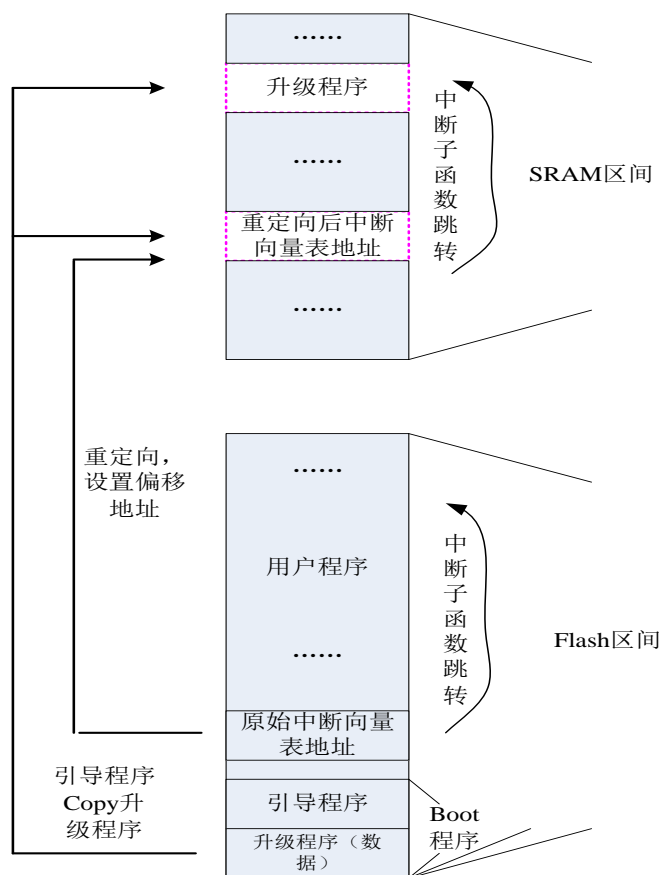 ……
升级程序
……
重定向后中断
向量表地址
……
中
断
子
函
数
跳
转
SRAM区间
重定向,
设置偏移
地址
……
用户程序
……
原始中断向量
表地址
中
断
子
函
数
跳
转
Flash区间
引导程序
Copy升
级程序
引导程序
升级程序（数
据）
Boot
程序